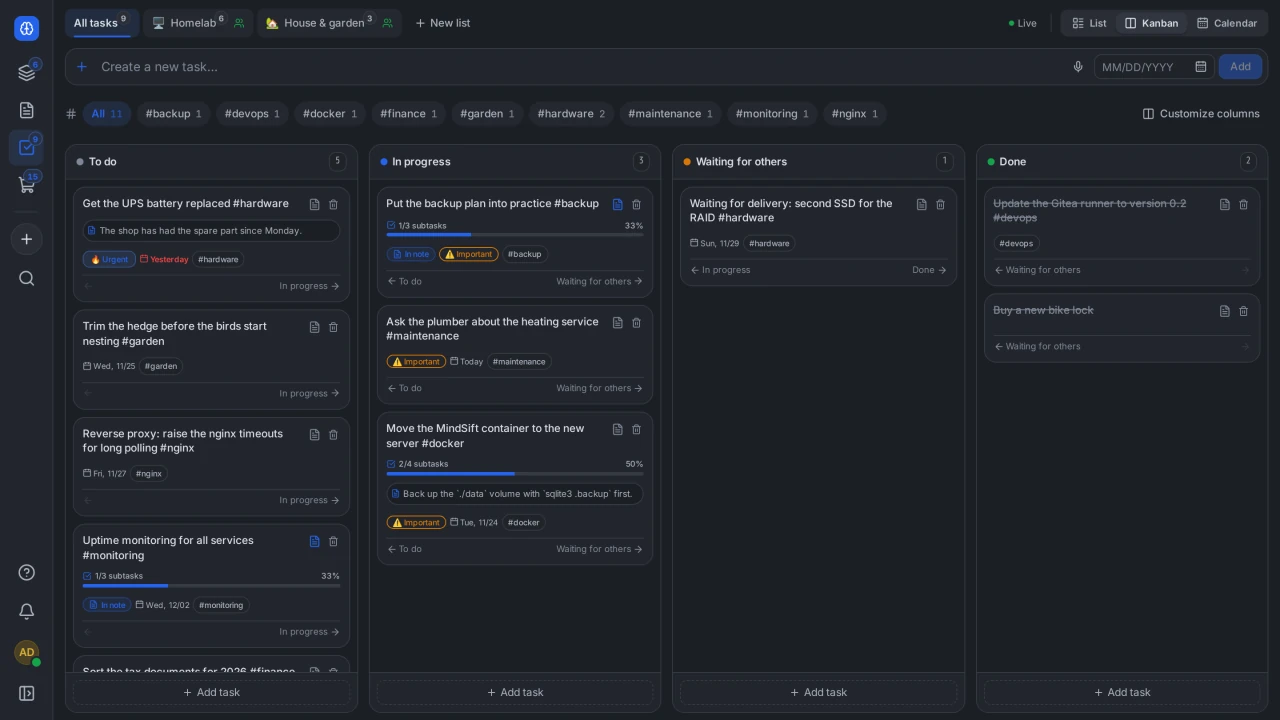 All tasks 9
Homelab 6
House & garden 3
New list
Live
List
Kanban
Calendar
6
9
15
AD
Create a new task...
MM/DD/YYYY
Add
# All 11
#backup 1
#devops 1
#docker 1
#finance 1
#garden 1
#hardware 2
#maintenance 1
#monitoring 1
#nginx 1
Customize columns
To do 5
Get the UPS battery replaced #hardware
The shop has had the spare part since Monday.
🔥 Urgent
Yesterday
#hardware
← In progress →
Trim the hedge before the birds start
nesting #garden
Wed, 11/25
#garden
← In progress →
Reverse proxy: raise the nginx timeouts
for long polling #nginx
Fri, 11/27
#nginx
← In progress →
Uptime monitoring for all services
#monitoring
1/3 subtasks 33%
In note
Wed, 12/02
#monitoring
← In progress →
Sort the tax documents for 2026 #finance
+ Add task
In progress 3
Put the backup plan into practice #backup
1/3 subtasks 33%
In note
⚠️ Important
#backup
← To do Waiting for others →
Ask the plumber about the heating service
#maintenance
⚠️ Important
Today
#maintenance
← To do Waiting for others →
Move the MindSift container to the new
server #docker
2/4 subtasks 50%
Back up the `./data` volume with `sqlite3 .backup` first.
⚠️ Important
Tue, 11/24
#docker
← To do Waiting for others →
+ Add task
Waiting for others 1
Waiting for delivery: second SSD for the
RAID #hardware
Sun, 11/29
#hardware
← In progress Done →
+ Add task
Done 2
Update the Gitea runner to version 0.2
#devops
#devops
← Waiting for others →
Buy a new bike lock
← Waiting for others →
+ Add task